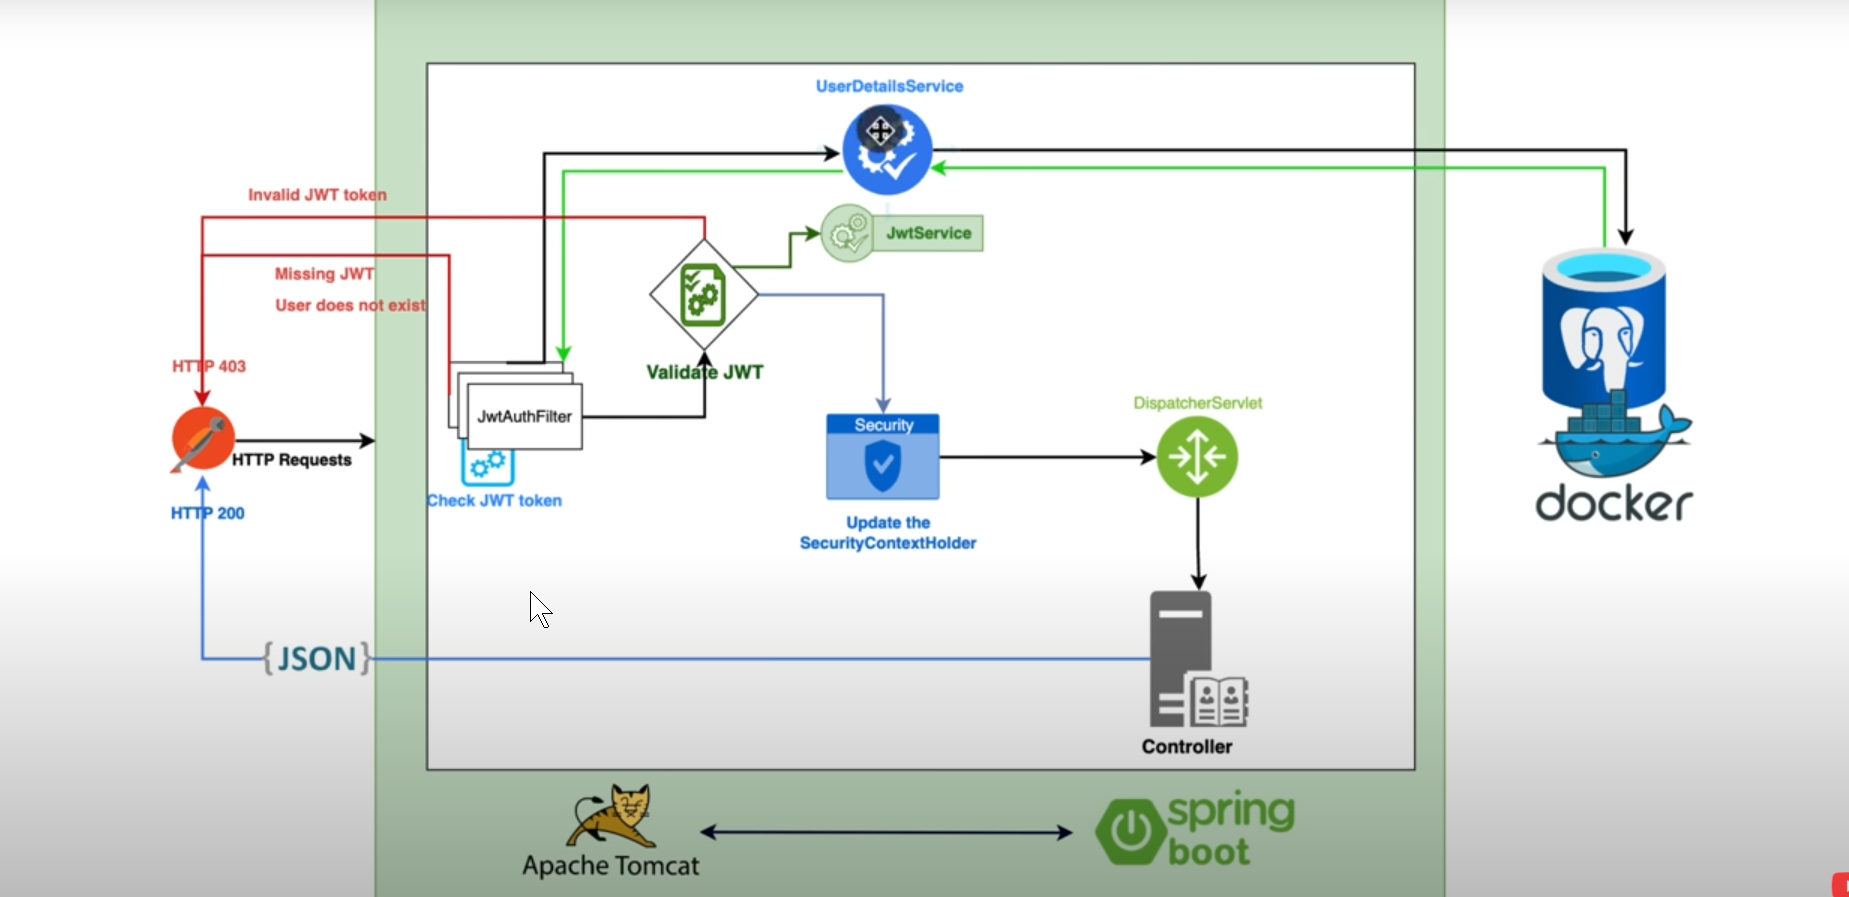 UserDetailsService
Invalid JWT token
JwtService
Missing JWT
User does not exist
HTTP 403
Validate JWT
DispatcherServlet
JwtAuthFilter
Security
HTTP Requests
Check JWT token
HTTP 200
Update the
SecurityContextHolder
docker
{JSON}
Controller
spring
boot
Apache Tomcat